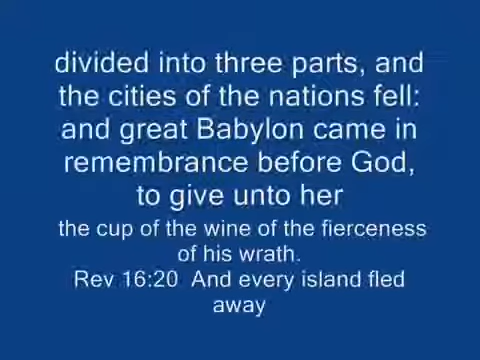 divided into three parts, and
the cities of the nations fell:
and great Babylon came in
remembrance before God,
to give unto her
the cup of the wine of the fierceness
of his wrath.
Rev 16:20  And every island fled
away